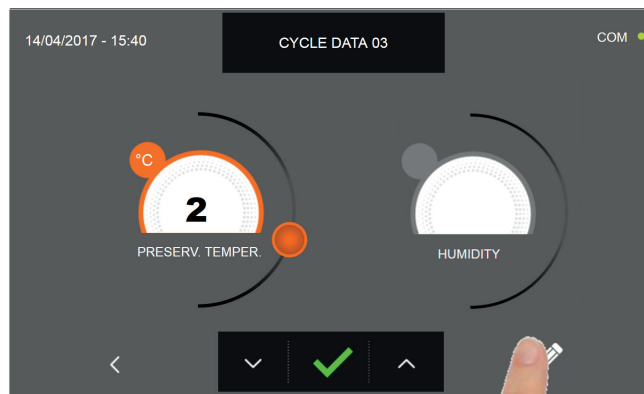 14/04/2017 - 15:40
CYCLE DATA 03
COM
°C
2
PRESERV. TEMPER.
HUMIDITY